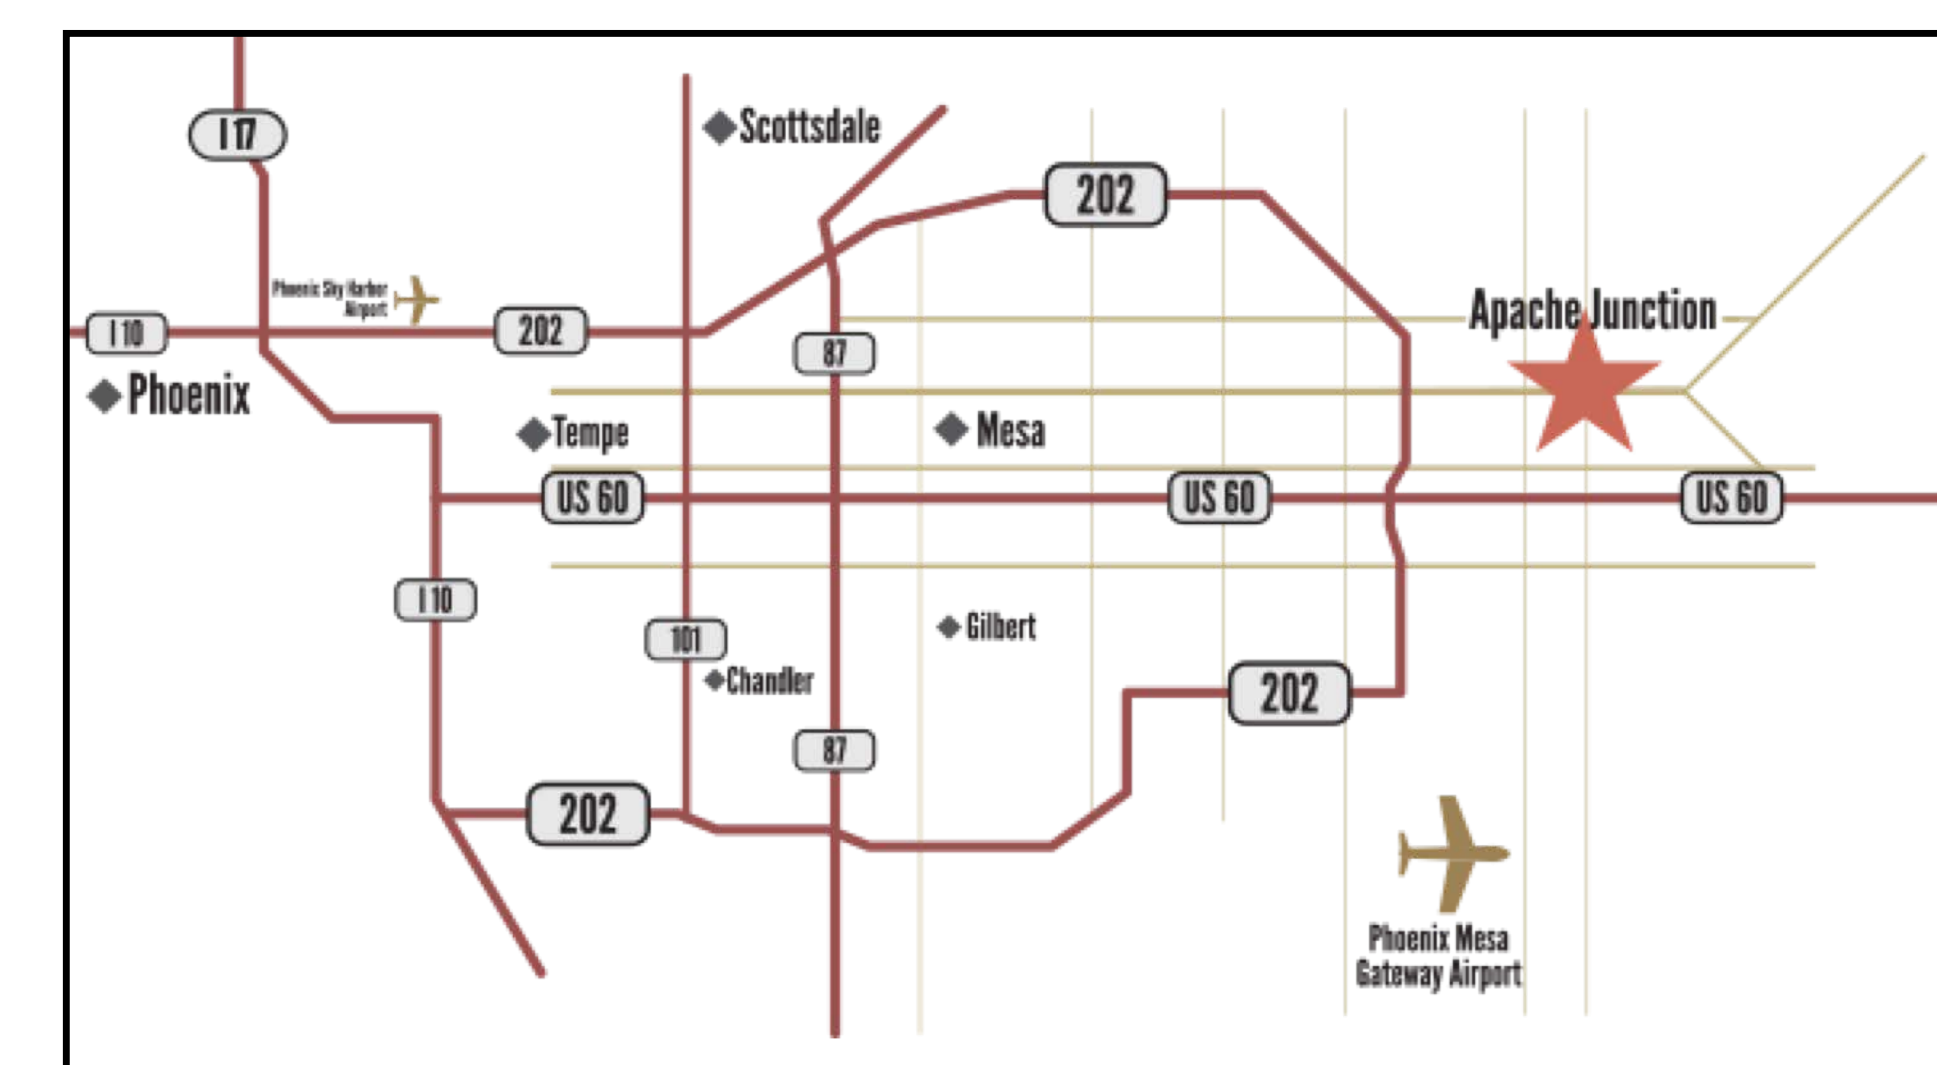 Scottsdale
I 17
202
Phoenix Sky Harbor
Airport
Apache Junction
I 10
202
87
Phoenix
Tempe
Mesa
US 60
US 60
US 60
I 10
101
Gilbert
Chandler
202
87
202
Phoenix Mesa
Gateway Airport